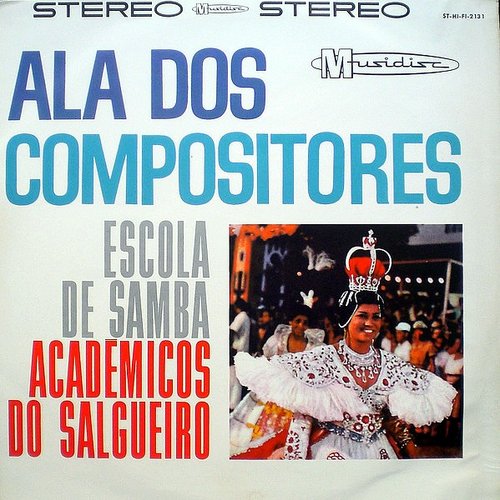 STEREO Musidisc STEREO
ST-HI-FI-2131
Musidisc
ALA DOS
COMPOSITORES
ESCOLA
DE SAMBA
ACADÊMICOS
DO SALGUEIRO